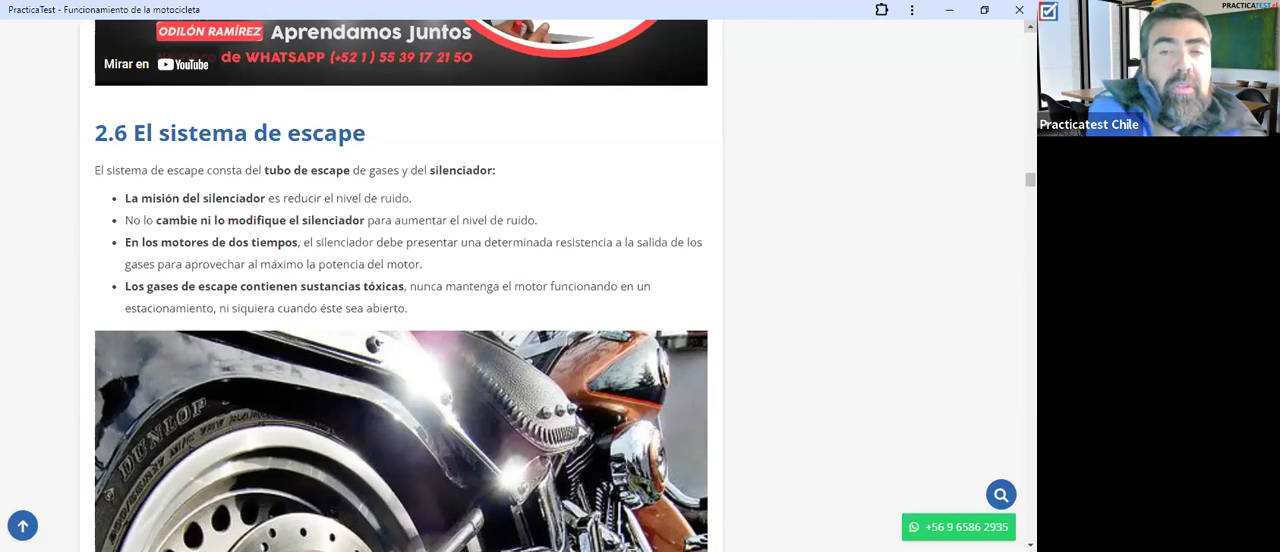 PracticaTest - Funcionamiento de la motocicleta
PRACTICATEST.cl
ODILÓN RAMÍREZ Aprendamos Juntos
Número de WHATSAPP (+52 1 ) 55 39 17 21 50
Mirar en YouTube
Practicatest Chile
2.6 El sistema de escape
El sistema de escape consta del tubo de escape de gases y del silenciador:
• La misión del silenciador es reducir el nivel de ruido.
• No lo cambie ni lo modifique el silenciador para aumentar el nivel de ruido.
• En los motores de dos tiempos, el silenciador debe presentar una determinada resistencia a la salida de los
gases para aprovechar al máximo la potencia del motor.
• Los gases de escape contienen sustancias tóxicas, nunca mantenga el motor funcionando en un
estacionamiento, ni siquiera cuando éste sea abierto.
DUNLOP
+56 9 6586 2935